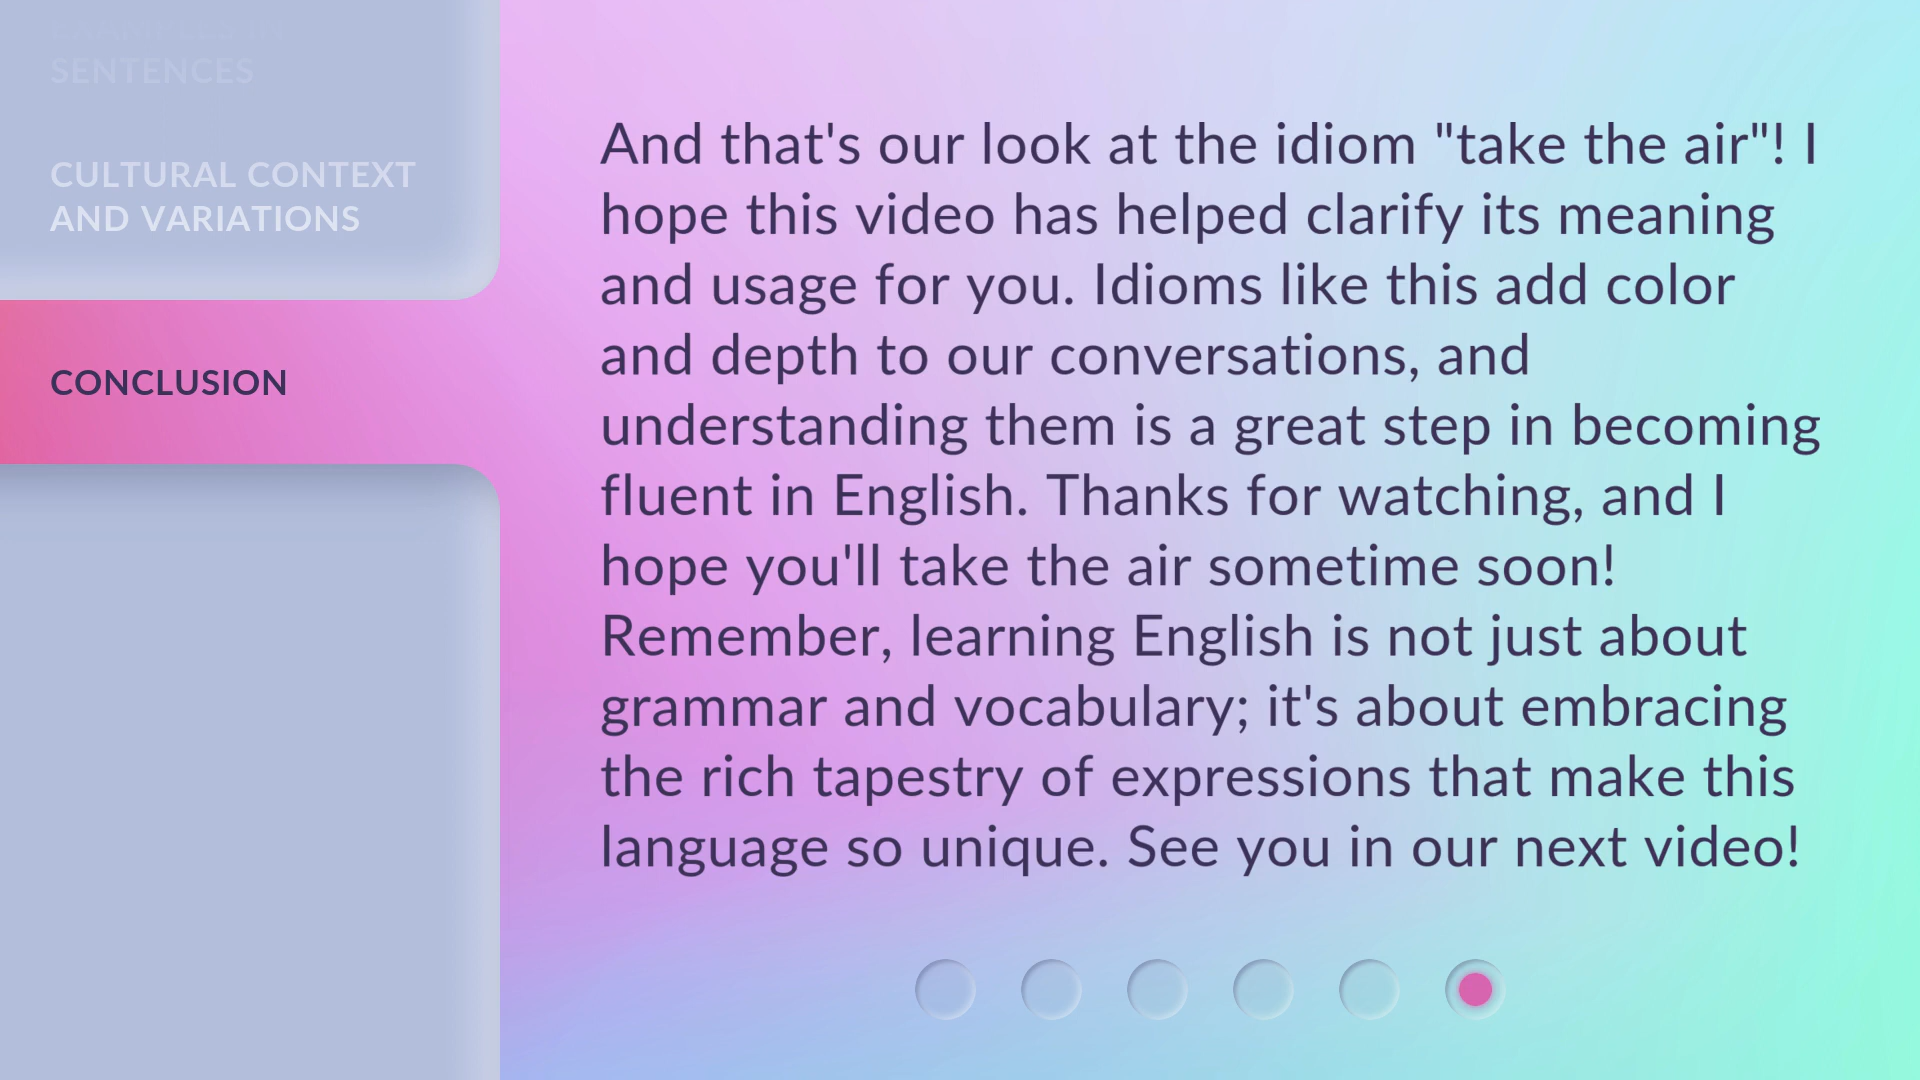 SENTENCES
CULTURAL CONTEXT
AND VARIATIONS
CONCLUSION
And that's our look at the idiom "take the air"! I
hope this video has helped clarify its meaning
and usage for you. Idioms like this add color
and depth to our conversations, and
understanding them is a great step in becoming
fluent in English. Thanks for watching, and I
hope you'll take the air sometime soon!
Remember, learning English is not just about
grammar and vocabulary; it's about embracing
the rich tapestry of expressions that make this
language so unique. See you in our next video!